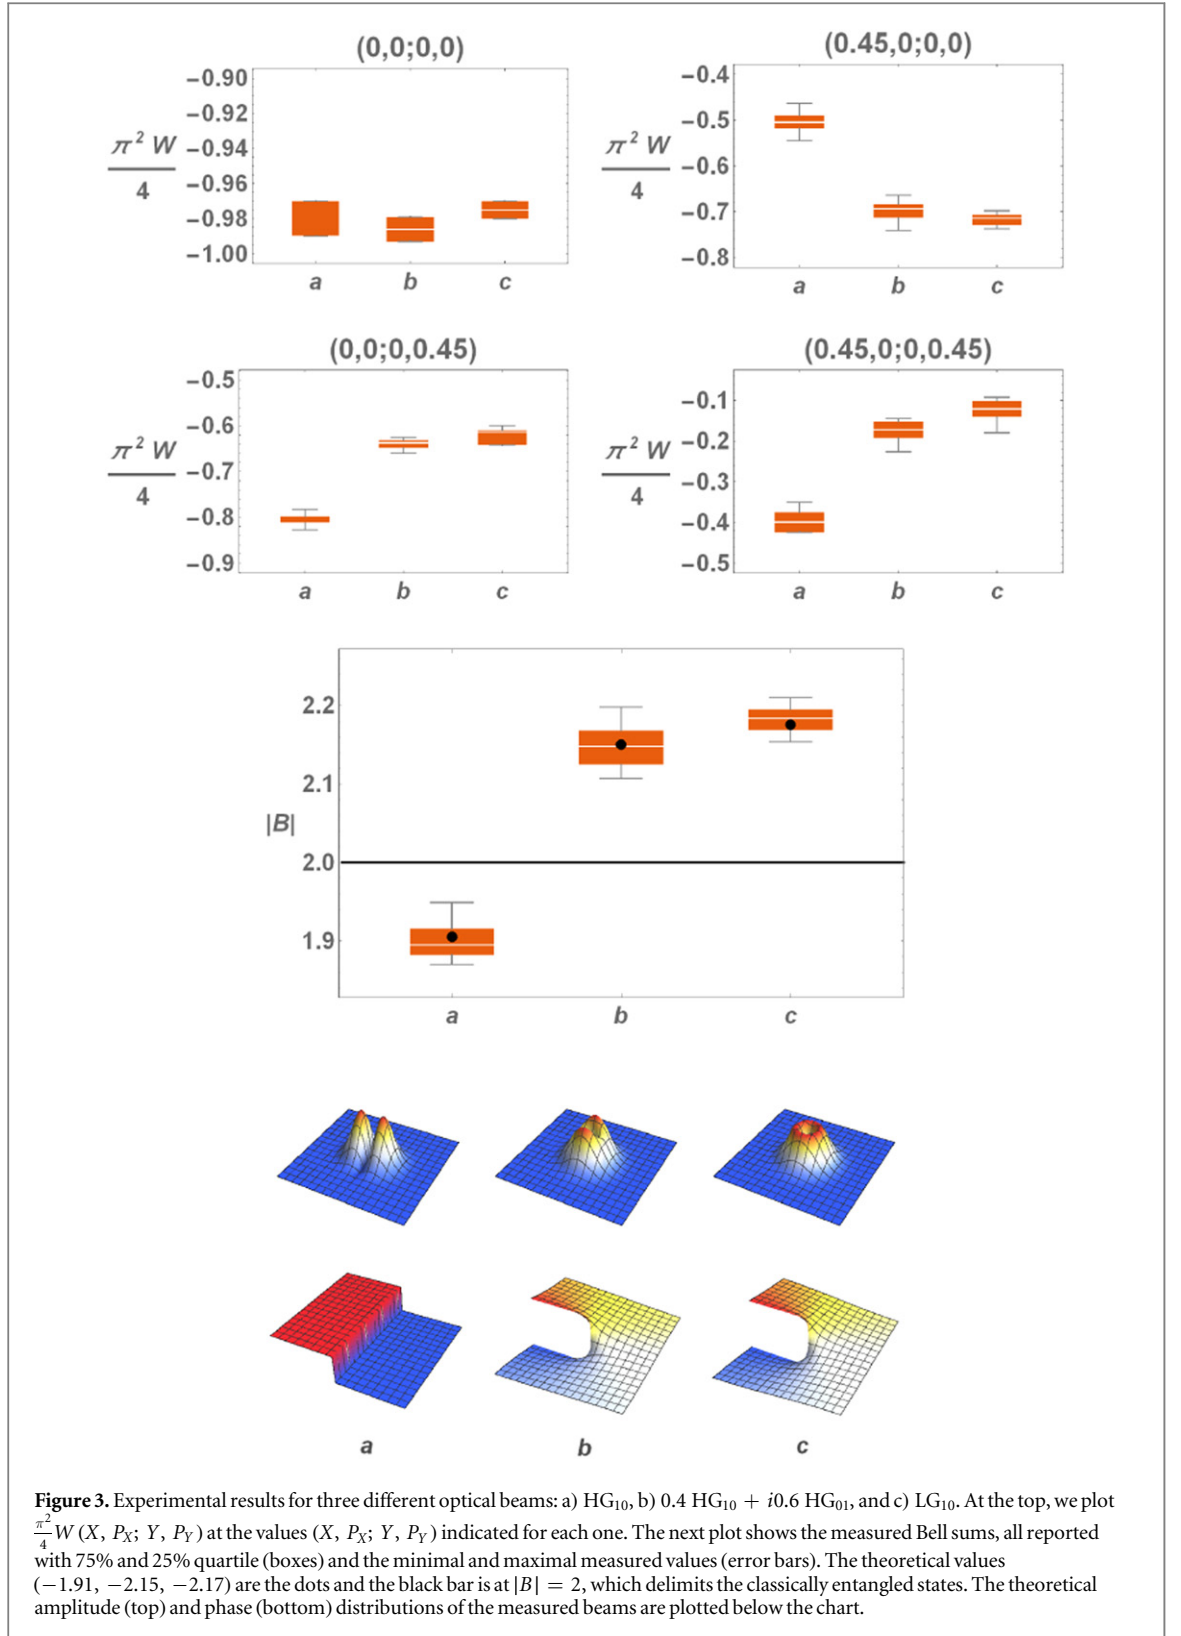 (0,0;0,0)
π² W
4
−0.90
−0.92
−0.94
−0.96
−0.98
−1.00
a b c
(0.45,0;0,0)
π² W
4
−0.4
−0.5
−0.6
−0.7
−0.8
a b c
(0,0;0,0.45)
π² W
4
−0.5
−0.6
−0.7
−0.8
−0.9
a b c
(0.45,0;0,0.45)
π² W
4
−0.1
−0.2
−0.3
−0.4
−0.5
a b c
|B|
2.2
2.1
2.0
1.9
a b c
a b c
Figure 3. Experimental results for three different optical beams: a) HG₁₀, b) 0.4 HG₁₀ + i0.6 HG₀₁, and c) LG₁₀. At the top, we plot
π²/4 W (X, P_X; Y, P_Y) at the values (X, P_X; Y, P_Y) indicated for each one. The next plot shows the measured Bell sums, all reported
with 75% and 25% quartile (boxes) and the minimal and maximal measured values (error bars). The theoretical values
(−1.91, −2.15, −2.17) are the dots and the black bar is at |B| = 2, which delimits the classically entangled states. The theoretical
amplitude (top) and phase (bottom) distributions of the measured beams are plotted below the chart.